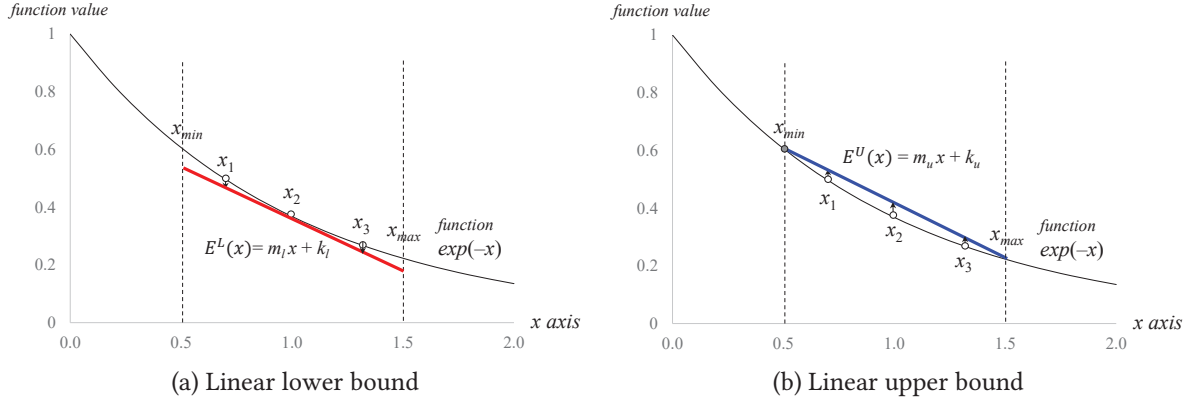 function value
1
0.8
0.6
0.4
0.2
0
0.0
0.5
1.0
1.5
2.0
x axis
x_min
x_1
x_2
x_3
x_max
function
exp(−x)
E^L(x)= m_l x + k_l
(a) Linear lower bound
function value
1
0.8
0.6
0.4
0.2
0
0.0
0.5
1.0
1.5
2.0
x axis
x_min
E^U(x) = m_u x + k_u
x_1
x_2
x_3
x_max
function
exp(−x)
(b) Linear upper bound